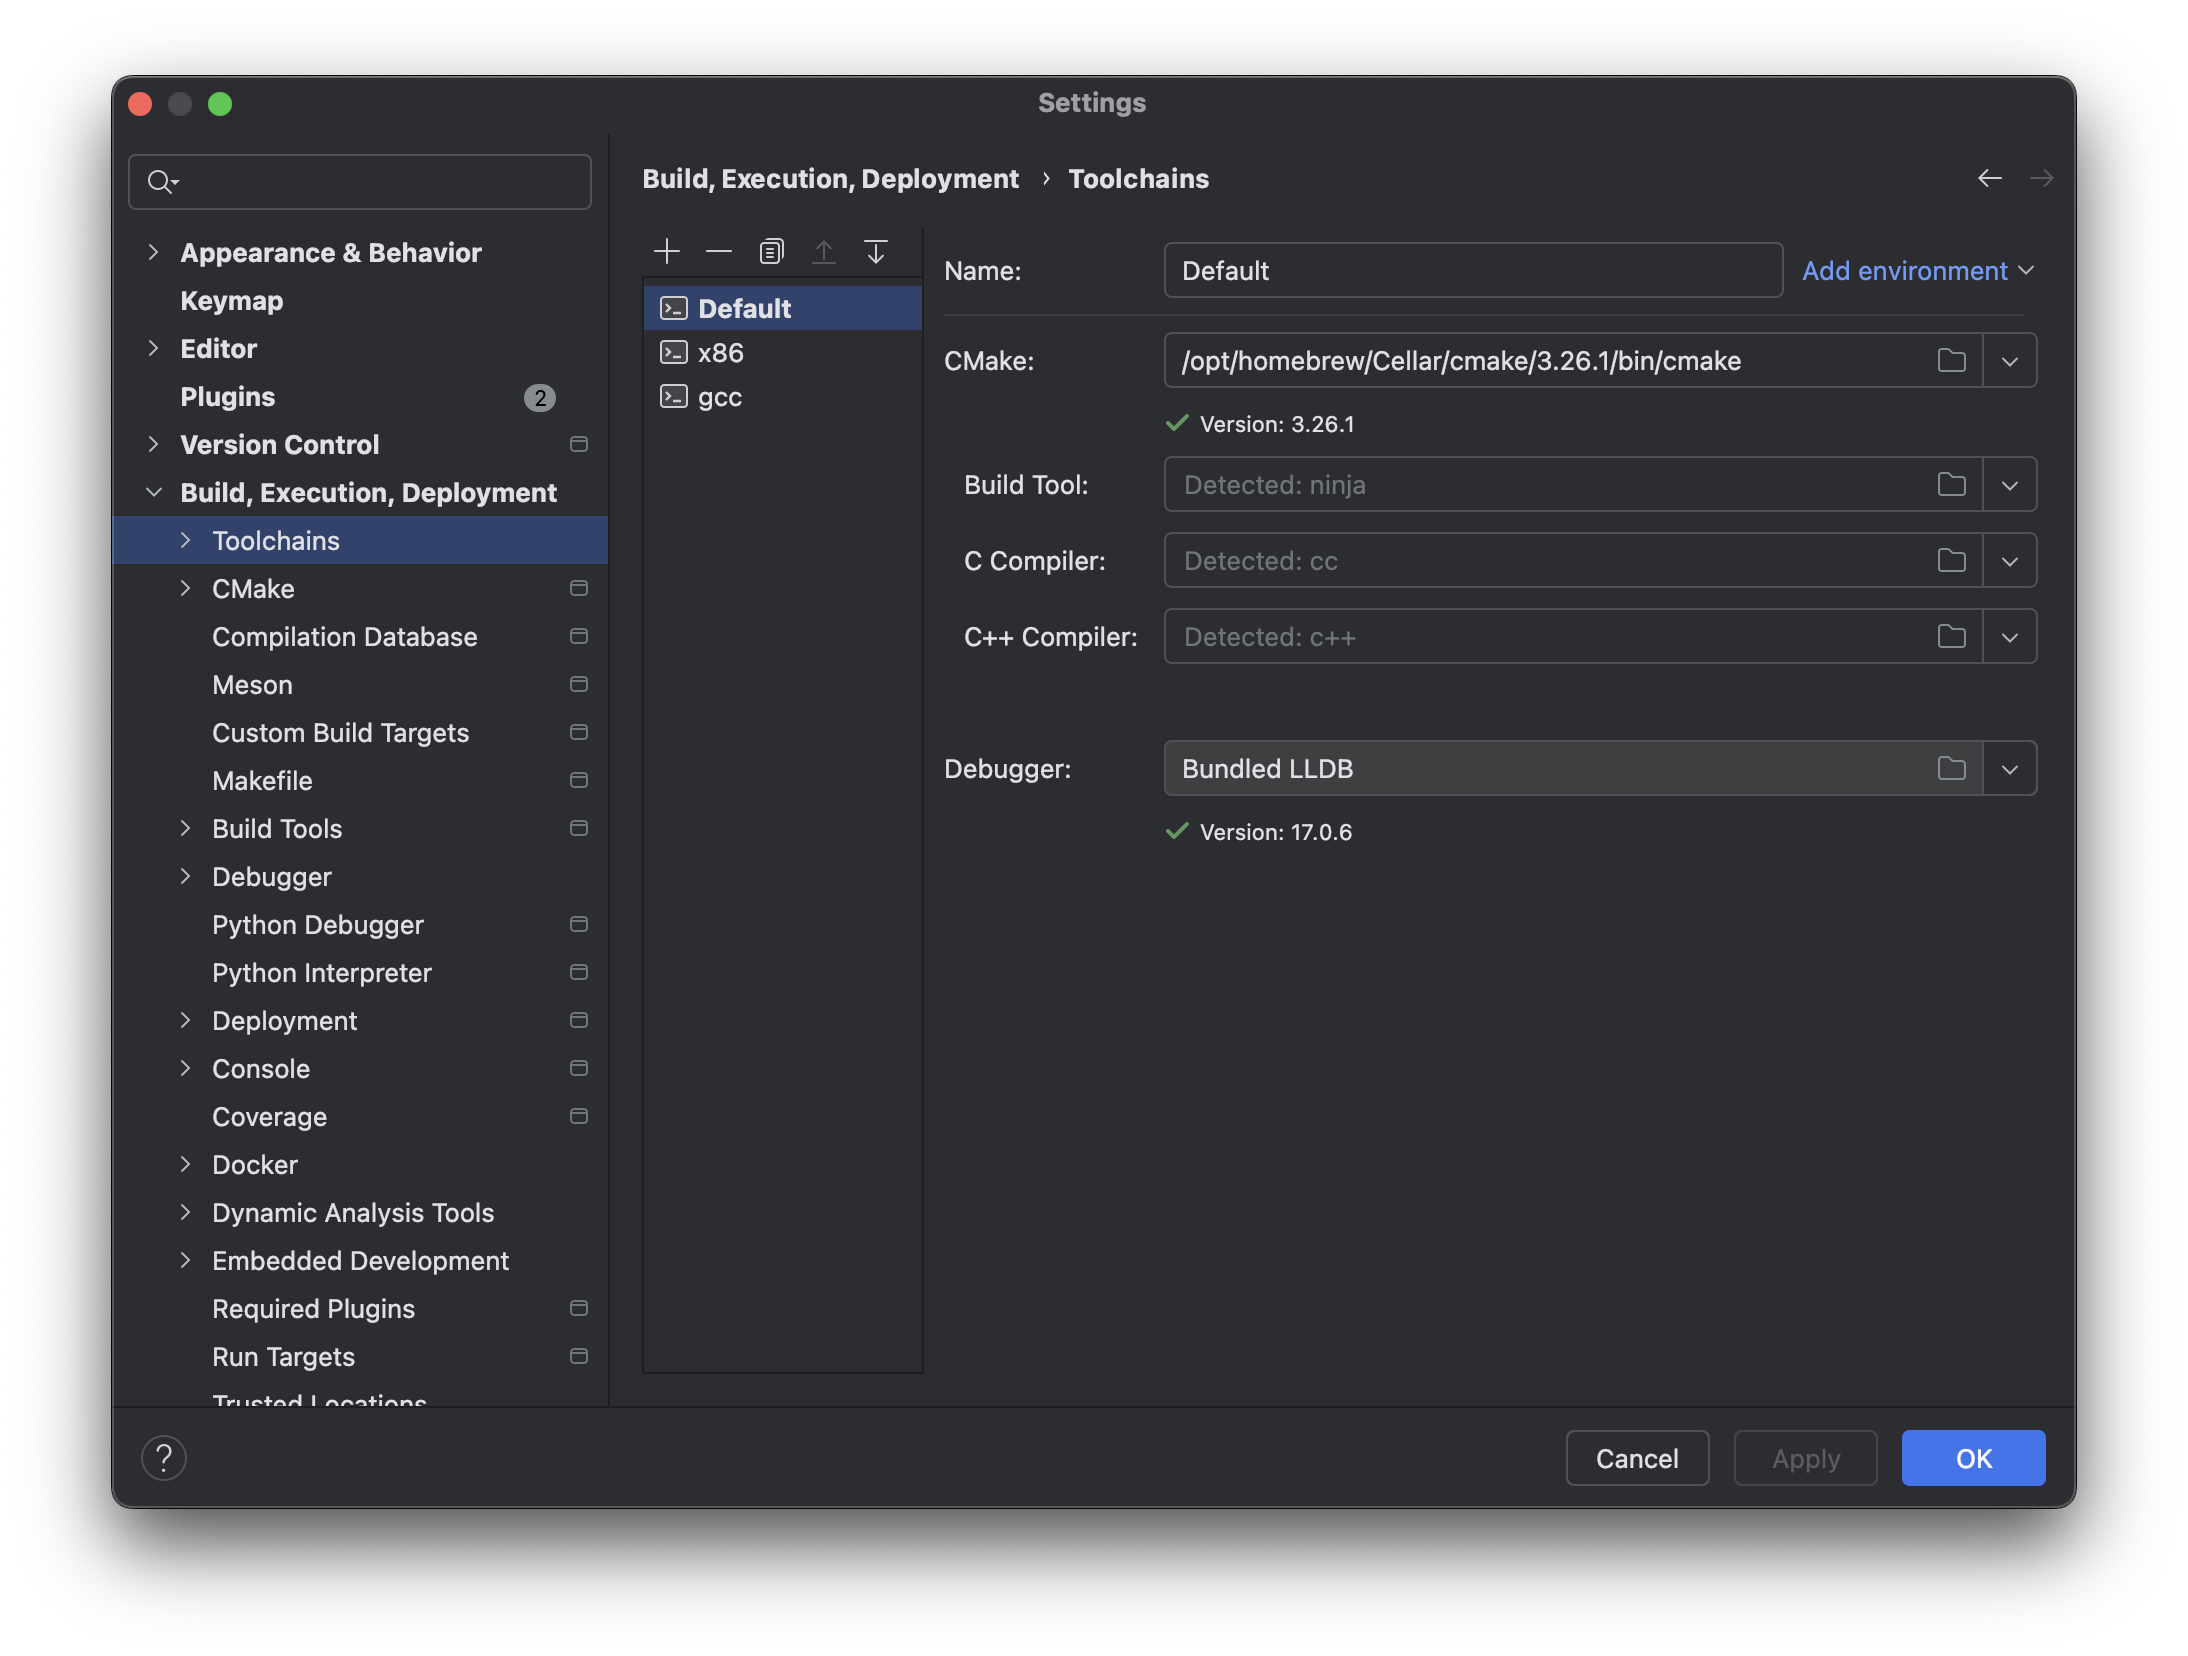 Settings
Appearance & Behavior
Keymap
Editor
Plugins 2
Version Control
Build, Execution, Deployment
Toolchains
CMake
Compilation Database
Meson
Custom Build Targets
Makefile
Build Tools
Debugger
Python Debugger
Python Interpreter
Deployment
Console
Coverage
Docker
Dynamic Analysis Tools
Embedded Development
Required Plugins
Run Targets
Trusted Locations
Build, Execution, Deployment › Toolchains
Default
x86
gcc
Name: Default Add environment
CMake: /opt/homebrew/Cellar/cmake/3.26.1/bin/cmake
Version: 3.26.1
Build Tool: Detected: ninja
C Compiler: Detected: cc
C++ Compiler: Detected: c++
Debugger: Bundled LLDB
Version: 17.0.6
? Cancel Apply OK